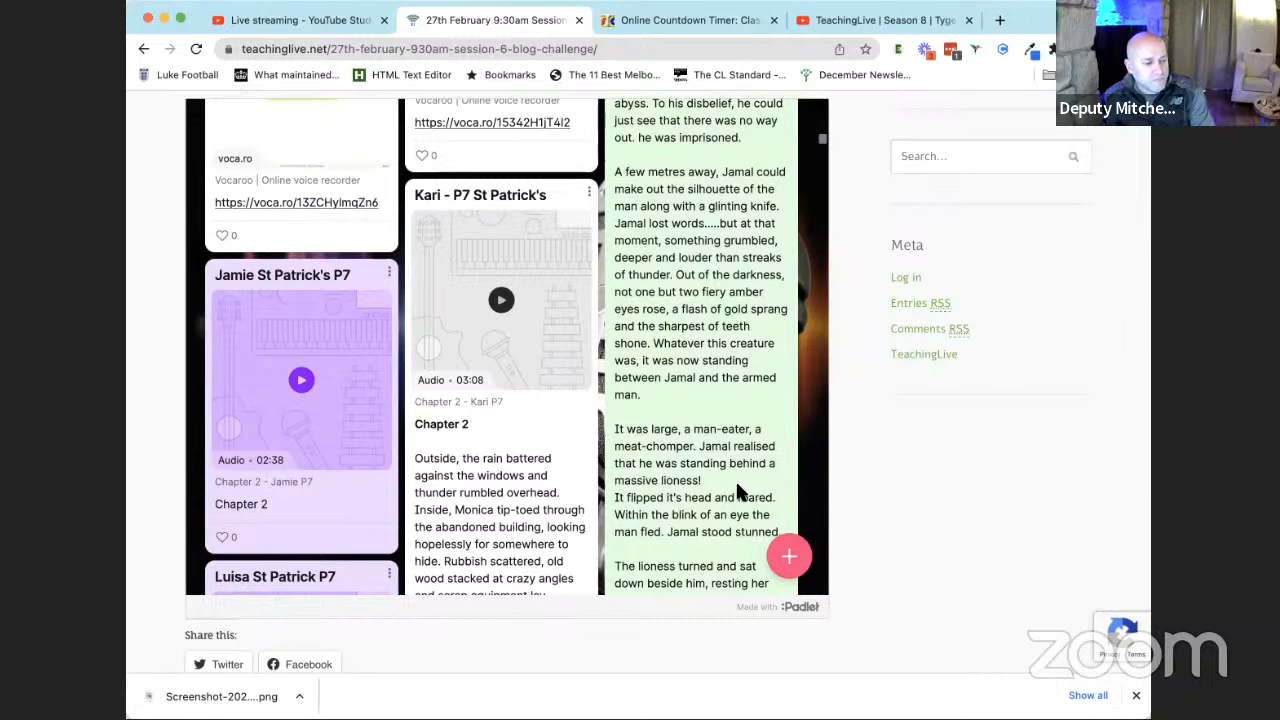 Live streaming - YouTube Stud
27th February 9:30am Session
Online Countdown Timer: Clas
TeachingLive | Season 8 | Tyge
teachinglive.net/27th-february-930am-session-6-blog-challenge/
Luke Football
What maintained...
HTML Text Editor
Bookmarks
The 11 Best Melbo...
The CL Standard -...
December Newsle...
Deputy Mitche...
voca.ro
Vocaroo | Online voice recorder
https://voca.ro/13ZCHylmqZn6
0
Jamie St Patrick's P7
Audio • 02:38
Chapter 2 - Jamie P7
Chapter 2
0
Luisa St Patrick P7
Vocaroo | Online voice recorder
https://voca.ro/15342H1jT4l2
0
Kari - P7 St Patrick's
Audio • 03:08
Chapter 2 - Kari P7
Chapter 2
Outside, the rain battered
against the windows and
thunder rumbled overhead.
Inside, Monica tip-toed through
the abandoned building, looking
hopelessly for somewhere to
hide. Rubbish scattered, old
wood stacked at crazy angles
abyss. To his disbelief, he could
just see that there was no way
out. he was imprisoned.
A few metres away, Jamal could
make out the silhouette of the
man along with a glinting knife.
Jamal lost words.....but at that
moment, something grumbled,
deeper and louder than streaks
of thunder. Out of the darkness,
not one but two fiery amber
eyes rose, a flash of gold sprang
and the sharpest of teeth
shone. Whatever this creature
was, it was now standing
between Jamal and the armed
man.
It was large, a man-eater, a
meat-chomper. Jamal realised
that he was standing behind a
massive lioness!
It flipped it's head and
Within the blink of an eye the
man fled. Jamal stood stunned
The lioness turned and sat
down beside him, resting her
Made with :Padlet
Search...
Meta
Log in
Entries RSS
Comments RSS
TeachingLive
Share this:
Twitter
Facebook
Privacy - Terms
zoom
Screenshot-202....png
Show all